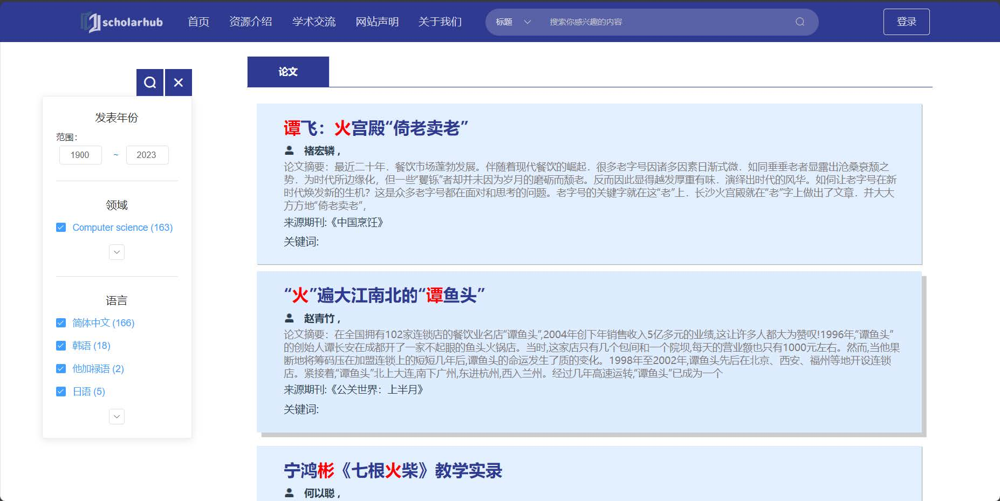 scholarhub 首页 资源介绍 学术交流 网站声明 关于我们 标题 搜索你感兴趣的内容 登录
论文
发表年份
范围:
1900 ~ 2023
领域
Computer science (163)
语言
简体中文 (166)
韩语 (18)
他加禄语 (2)
日语 (5)
谭飞：火宫殿“倚老卖老”
褚宏辚 ,
论文摘要：最近二十年．餐饮市场蓬勃发展。伴随着现代餐饮的崛起．很多老字号因诸多因素日渐式微．如同垂垂老者显露出沧桑衰颓之
势．为时代所边缘化，但一些“矍铄”者却并未因为岁月的磨砺而颓老。反而因此显得越发厚重有味．演绎出时代的风华。如何让老字号在新
时代焕发新的生机？这是众多老字号都在面对和思考的问题。老字号的关键字就在这“老”上．长沙火宫殿就在“老”字上做出了文章．并大大
方方地“倚老卖老”，
来源期刊:《中国烹饪》
关键词:
“火”遍大江南北的“谭鱼头”
赵青竹 ,
论文摘要：在全国拥有102家连锁店的餐饮业名店“谭鱼头”,2004年创下年销售收入5亿多元的业绩,这让许多人都大为赞叹!1996年,“谭鱼头”
的创始人谭长安在成都开了一家不起眼的鱼头火锅店。当时,这家店只有几个包间和一个院坝,每天的营业额也只有1000元左右。然而,当他果
断地将筹码压在加盟连锁上的短短几年后,谭鱼头的命运发生了质的变化。1998年至2002年,谭鱼头先后在北京、西安、福州等地开设连锁
店。紧接着,“谭鱼头”北上大连,南下广州,东进杭州,西入兰州。经过几年高速运转,“谭鱼头”已成为一个
来源期刊:《公关世界：上半月》
关键词:
宁鸿彬《七根火柴》教学实录
何以聪 ,